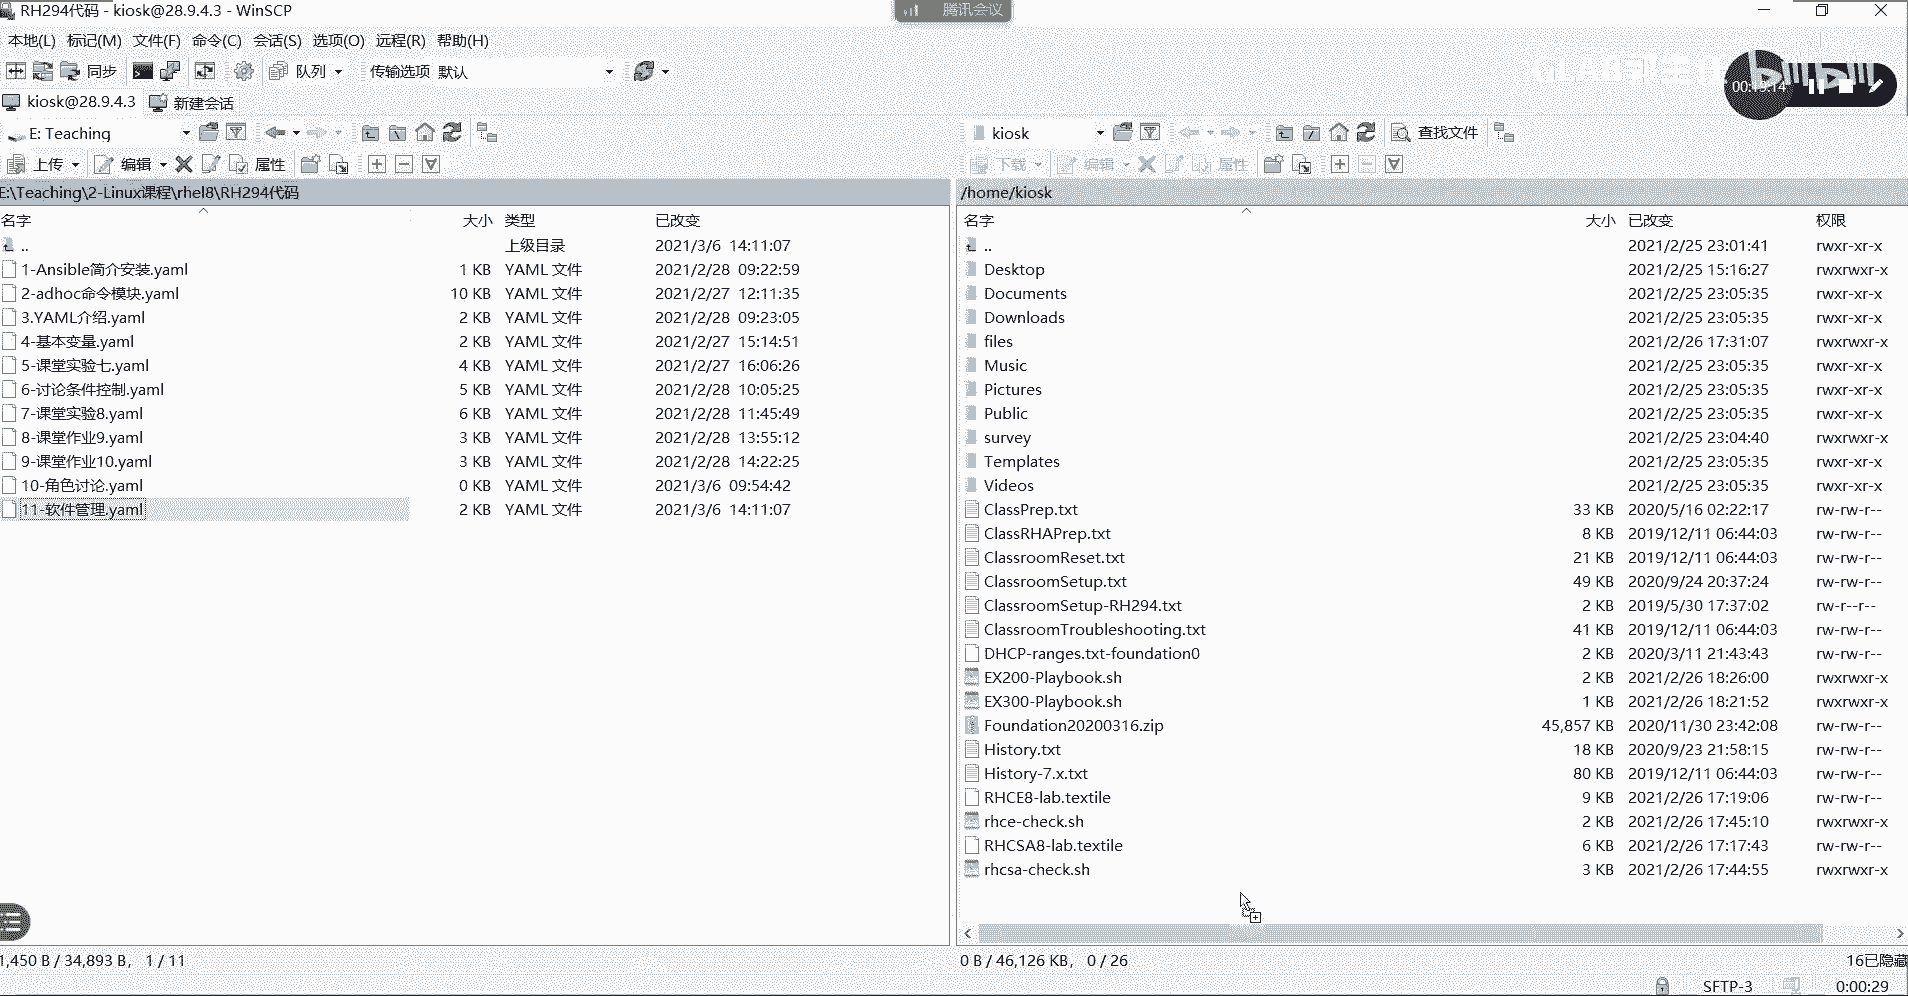 RH294代码 - kiosk@28.9.4.3 - WinSCP
腾讯会议
本地(L) 标记(M) 文件(F) 命令(C) 会话(S) 选项(O) 远程(R) 帮助(H)
同步 队列 传输选项 默认
00:19:14
kiosk@28.9.4.3 新建会话
E: Teaching
上传 编辑 属性
E:\Teaching\2-Linux课程\rhel8\RH294代码
名字 大小 类型 已改变
.. 上级目录 2021/3/6 14:11:07
1-Ansible简介安装.yaml 1 KB YAML 文件 2021/2/28 09:22:59
2-adhoc命令模块.yaml 10 KB YAML 文件 2021/2/27 12:11:35
3.YAML介绍.yaml 2 KB YAML 文件 2021/2/28 09:23:05
4-基本变量.yaml 2 KB YAML 文件 2021/2/27 15:14:51
5-课堂实验七.yaml 4 KB YAML 文件 2021/2/27 16:06:26
6-讨论条件控制.yaml 5 KB YAML 文件 2021/2/28 10:05:25
7-课堂实验8.yaml 6 KB YAML 文件 2021/2/28 11:45:49
8-课堂作业9.yaml 3 KB YAML 文件 2021/2/28 13:55:12
9-课堂作业10.yaml 3 KB YAML 文件 2021/2/28 14:22:25
10-角色讨论.yaml 0 KB YAML 文件 2021/3/6 09:54:42
11-软件管理.yaml 2 KB YAML 文件 2021/3/6 14:11:07
1,450 B / 34,893 B, 1 / 11
kiosk 查找文件
下载 编辑 属性
/home/kiosk
名字 大小 已改变 权限
.. 2021/2/25 23:01:41 rwxr-xr-x
Desktop 2021/2/25 15:16:27 rwxrwxr-x
Documents 2021/2/25 23:05:35 rwxr-xr-x
Downloads 2021/2/25 23:05:35 rwxr-xr-x
files 2021/2/26 17:31:07 rwxrwxr-x
Music 2021/2/25 23:05:35 rwxr-xr-x
Pictures 2021/2/25 23:05:35 rwxr-xr-x
Public 2021/2/25 23:05:35 rwxr-xr-x
survey 2021/2/25 23:04:40 rwxrwxr-x
Templates 2021/2/25 23:05:35 rwxr-xr-x
Videos 2021/2/25 23:05:35 rwxr-xr-x
ClassPrep.txt 33 KB 2020/5/16 02:22:17 rw-rw-r--
ClassRHAPrep.txt 8 KB 2019/12/11 06:44:03 rw-rw-r--
ClassroomReset.txt 21 KB 2019/12/11 06:44:03 rw-rw-r--
ClassroomSetup.txt 49 KB 2020/9/24 20:37:24 rw-rw-r--
ClassroomSetup-RH294.txt 2 KB 2019/5/30 17:37:02 rw-r--r--
ClassroomTroubleshooting.txt 41 KB 2019/12/11 06:44:03 rw-rw-r--
DHCP-ranges.txt-foundation0 2 KB 2020/3/11 21:43:43 rw-rw-r--
EX200-Playbook.sh 2 KB 2021/2/26 18:26:00 rwxrwxr-x
EX300-Playbook.sh 1 KB 2021/2/26 18:21:52 rwxrwxr-x
Foundation20200316.zip 45,857 KB 2020/11/30 23:42:08 rw-rw-r--
History.txt 18 KB 2020/9/23 21:58:15 rw-rw-r--
History-7.x.txt 80 KB 2019/12/11 06:44:03 rw-rw-r--
RHCE8-lab.textile 9 KB 2021/2/26 17:19:06 rw-rw-r--
rhce-check.sh 2 KB 2021/2/26 17:45:10 rwxrwxr-x
RHCSA8-lab.textile 6 KB 2021/2/26 17:17:43 rw-rw-r--
rhcsa-check.sh 3 KB 2021/2/26 17:44:55 rwxrwxr-x
0 B / 46,126 KB, 0 / 26
16已隐藏
SFTP-3 0:00:29